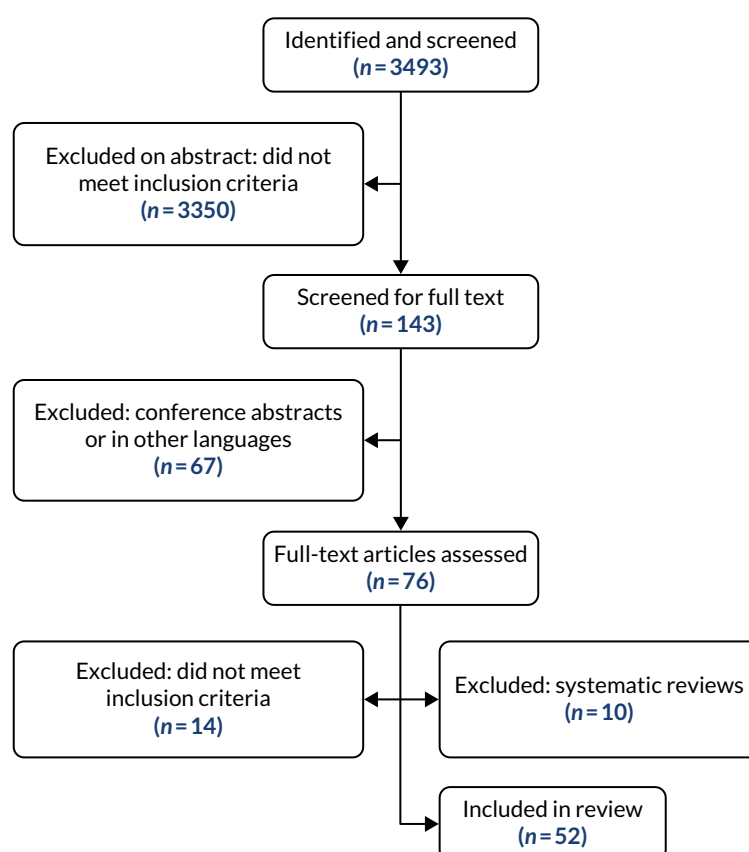 Identified and screened
(n=3493)
Excluded on abstract: did not
meet inclusion criteria
(n=3350)
Screened for full text
(n=143)
Excluded: conference abstracts
or in other languages
(n=67)
Full-text articles assessed
(n=76)
Excluded: did not meet
inclusion criteria
(n=14)
Excluded: systematic reviews
(n=10)
Included in review
(n=52)